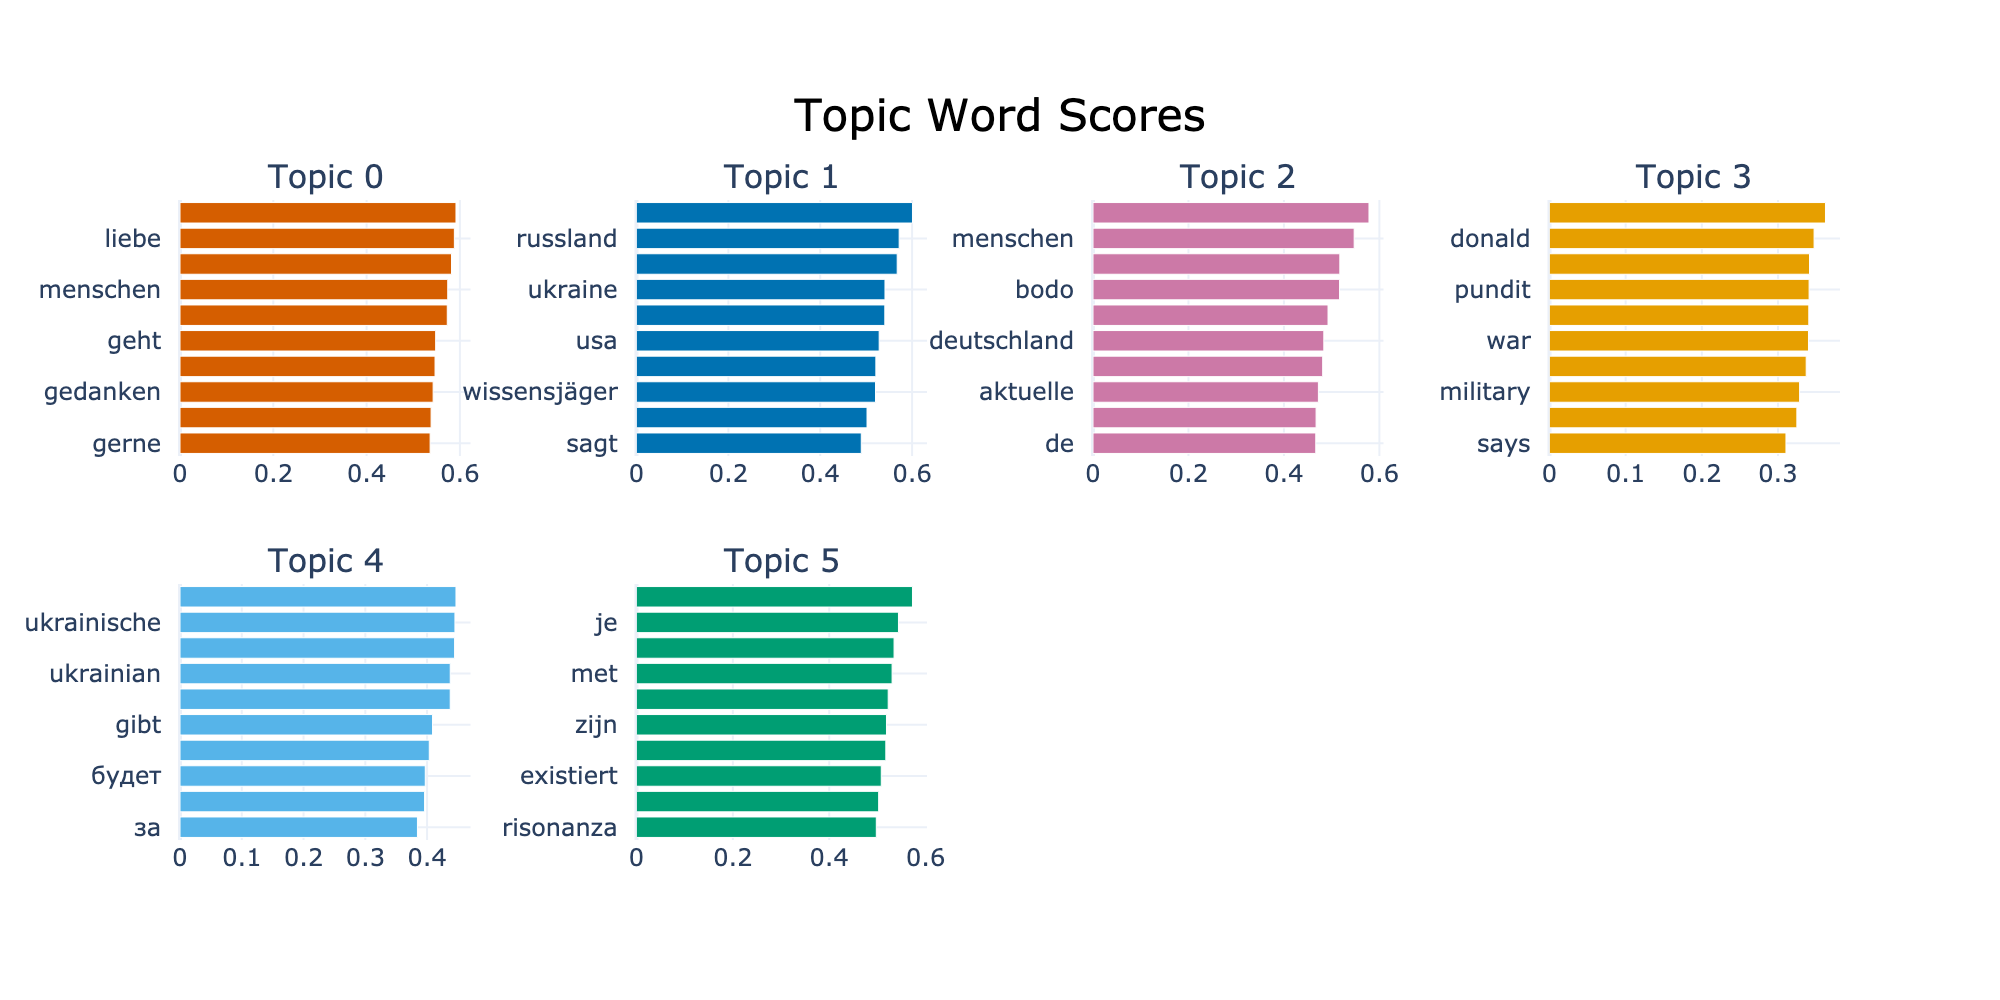 Topic Word Scores
Topic 0
liebe
menschen
geht
gedanken
gerne
0 0.2 0.4 0.6
Topic 1
russland
ukraine
usa
wissensjäger
sagt
0 0.2 0.4 0.6
Topic 2
menschen
bodo
deutschland
aktuelle
de
0 0.2 0.4 0.6
Topic 3
donald
pundit
war
military
says
0 0.1 0.2 0.3
Topic 4
ukrainische
ukrainian
gibt
будет
за
0 0.1 0.2 0.3 0.4
Topic 5
je
met
zijn
existiert
risonanza
0 0.2 0.4 0.6